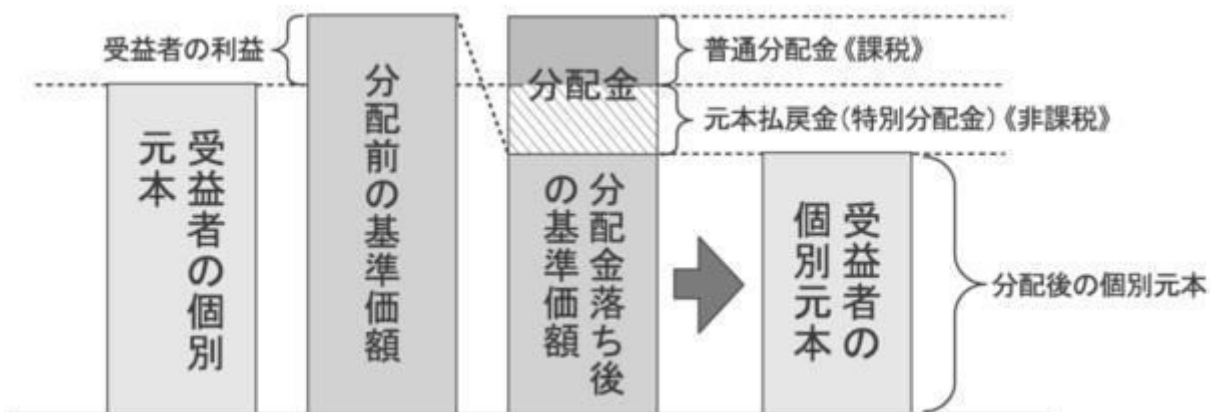 受益者の利益
受益者の個別
元本
分配前の基準価額
分配金
分配金落ち後
の基準価額
普通分配金《課税》
元本払戻金(特別分配金)《非課税》
受益者の
個別元本
分配後の個別元本